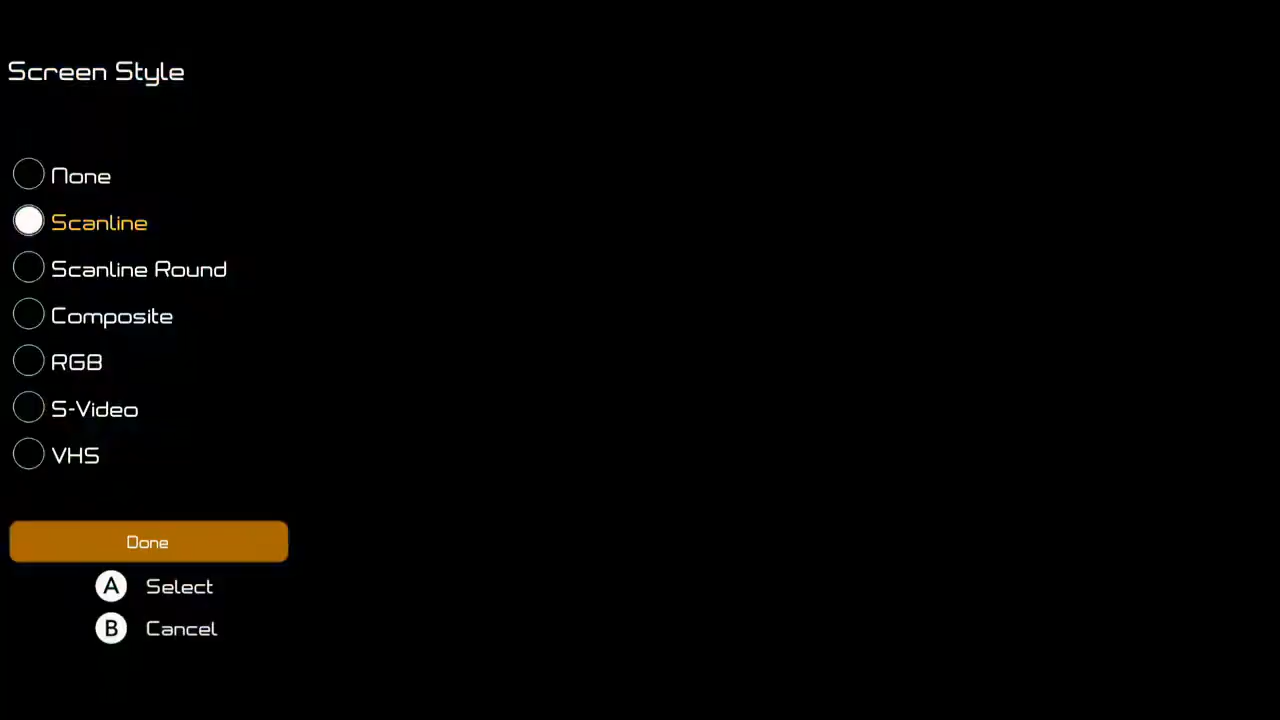 Screen Style
None
Scanline
Scanline Round
Composite
RGB
S-Video
VHS
Done
A Select
B Cancel